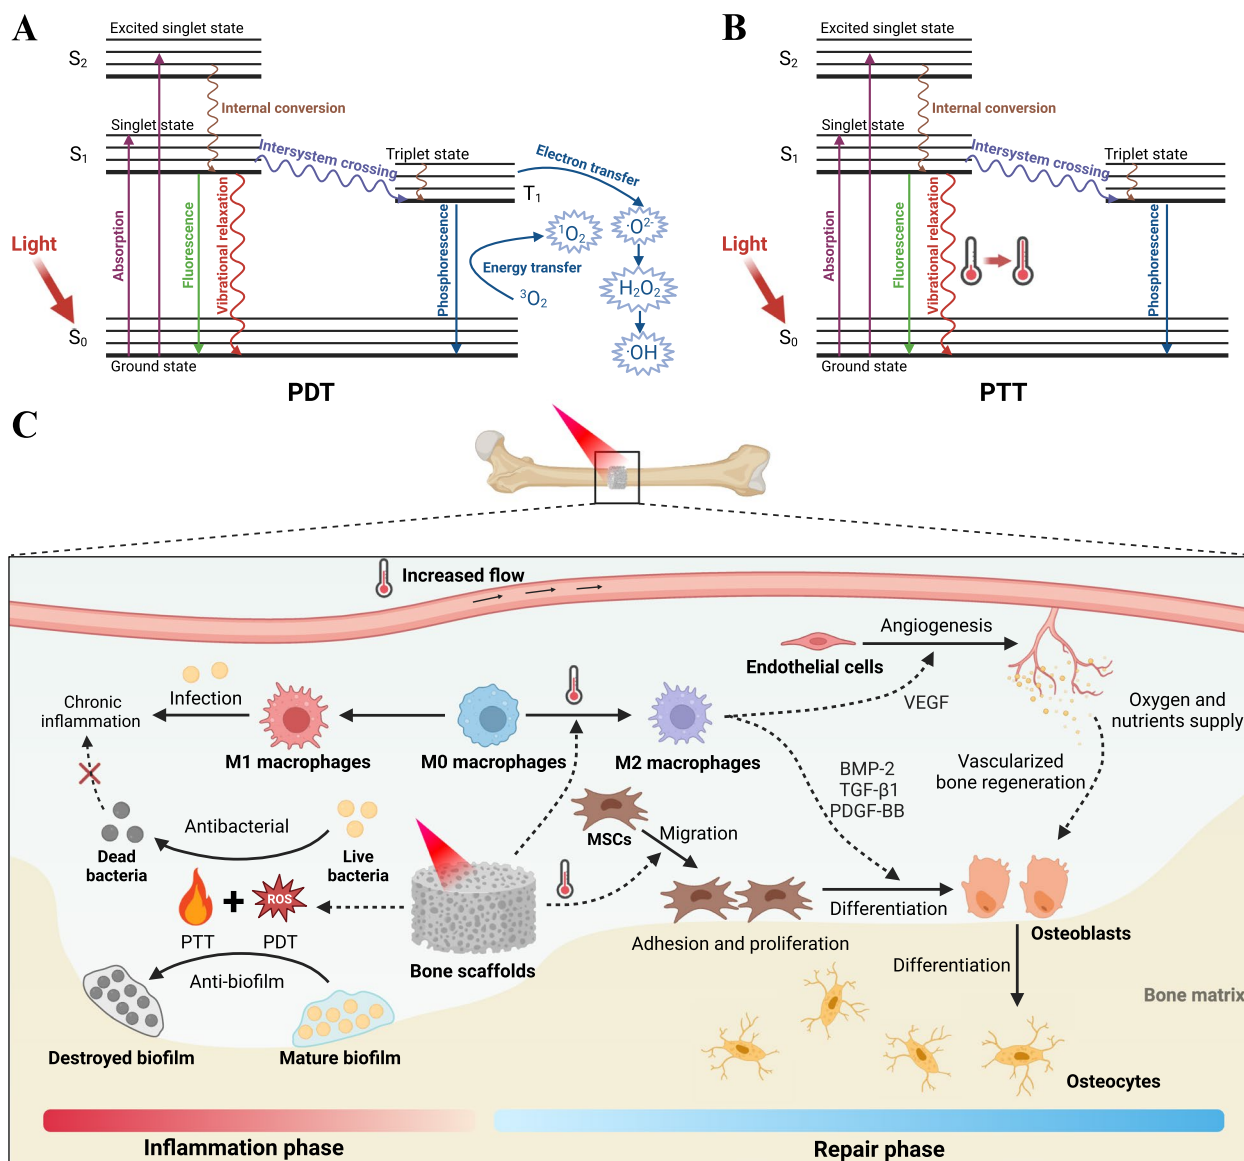 A
Excited singlet state
S2
Internal conversion
Singlet state
S1
Intersystem crossing
Triplet state
T1
Electron transfer
·O2-
1O2
Energy transfer
3O2
H2O2
·OH
Light
Absorption
Fluorescence
Vibrational relaxation
Phosphorescence
S0
Ground state
PDT
B
Excited singlet state
S2
Internal conversion
Singlet state
S1
Intersystem crossing
Triplet state
Light
Absorption
Fluorescence
Vibrational relaxation
Phosphorescence
S0
Ground state
PTT
C
Increased flow
Endothelial cells
Angiogenesis
VEGF
Oxygen and
nutrients supply
Vascularized
bone regeneration
Chronic
inflammation
Infection
M1 macrophages
M0 macrophages
M2 macrophages
BMP-2
TGF-β1
PDGF-BB
MSCs
Migration
Antibacterial
Dead
bacteria
Live
bacteria
PTT
+
ROS
PDT
Bone scaffolds
Adhesion and proliferation
Differentiation
Osteoblasts
Differentiation
Anti-biofilm
Destroyed biofilm
Mature biofilm
Bone matrix
Osteocytes
Inflammation phase
Repair phase